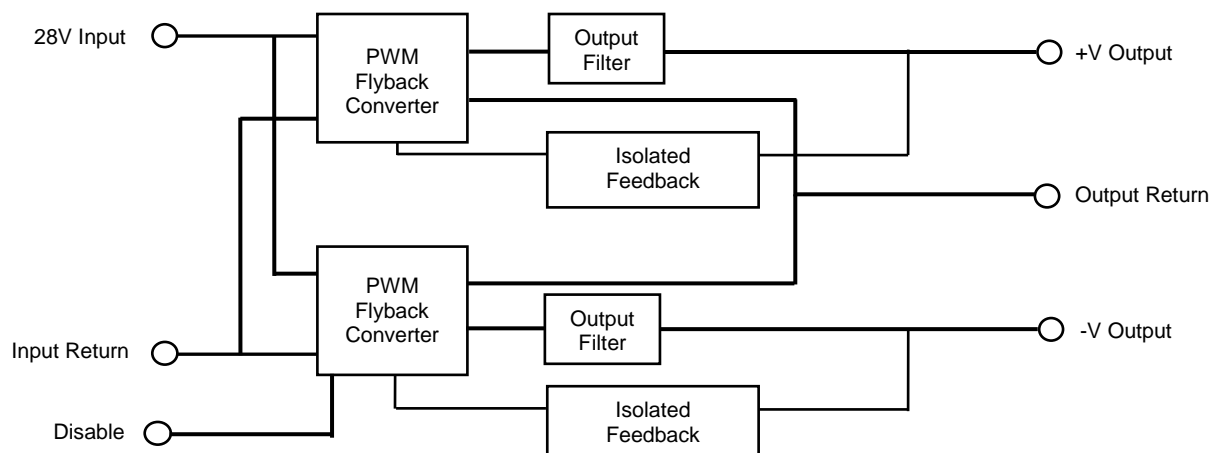 28V Input
PWM
Flyback
Converter
Output
Filter
+V Output
Isolated
Feedback
Output Return
PWM
Flyback
Converter
Output
Filter
-V Output
Input Return
Isolated
Feedback
Disable